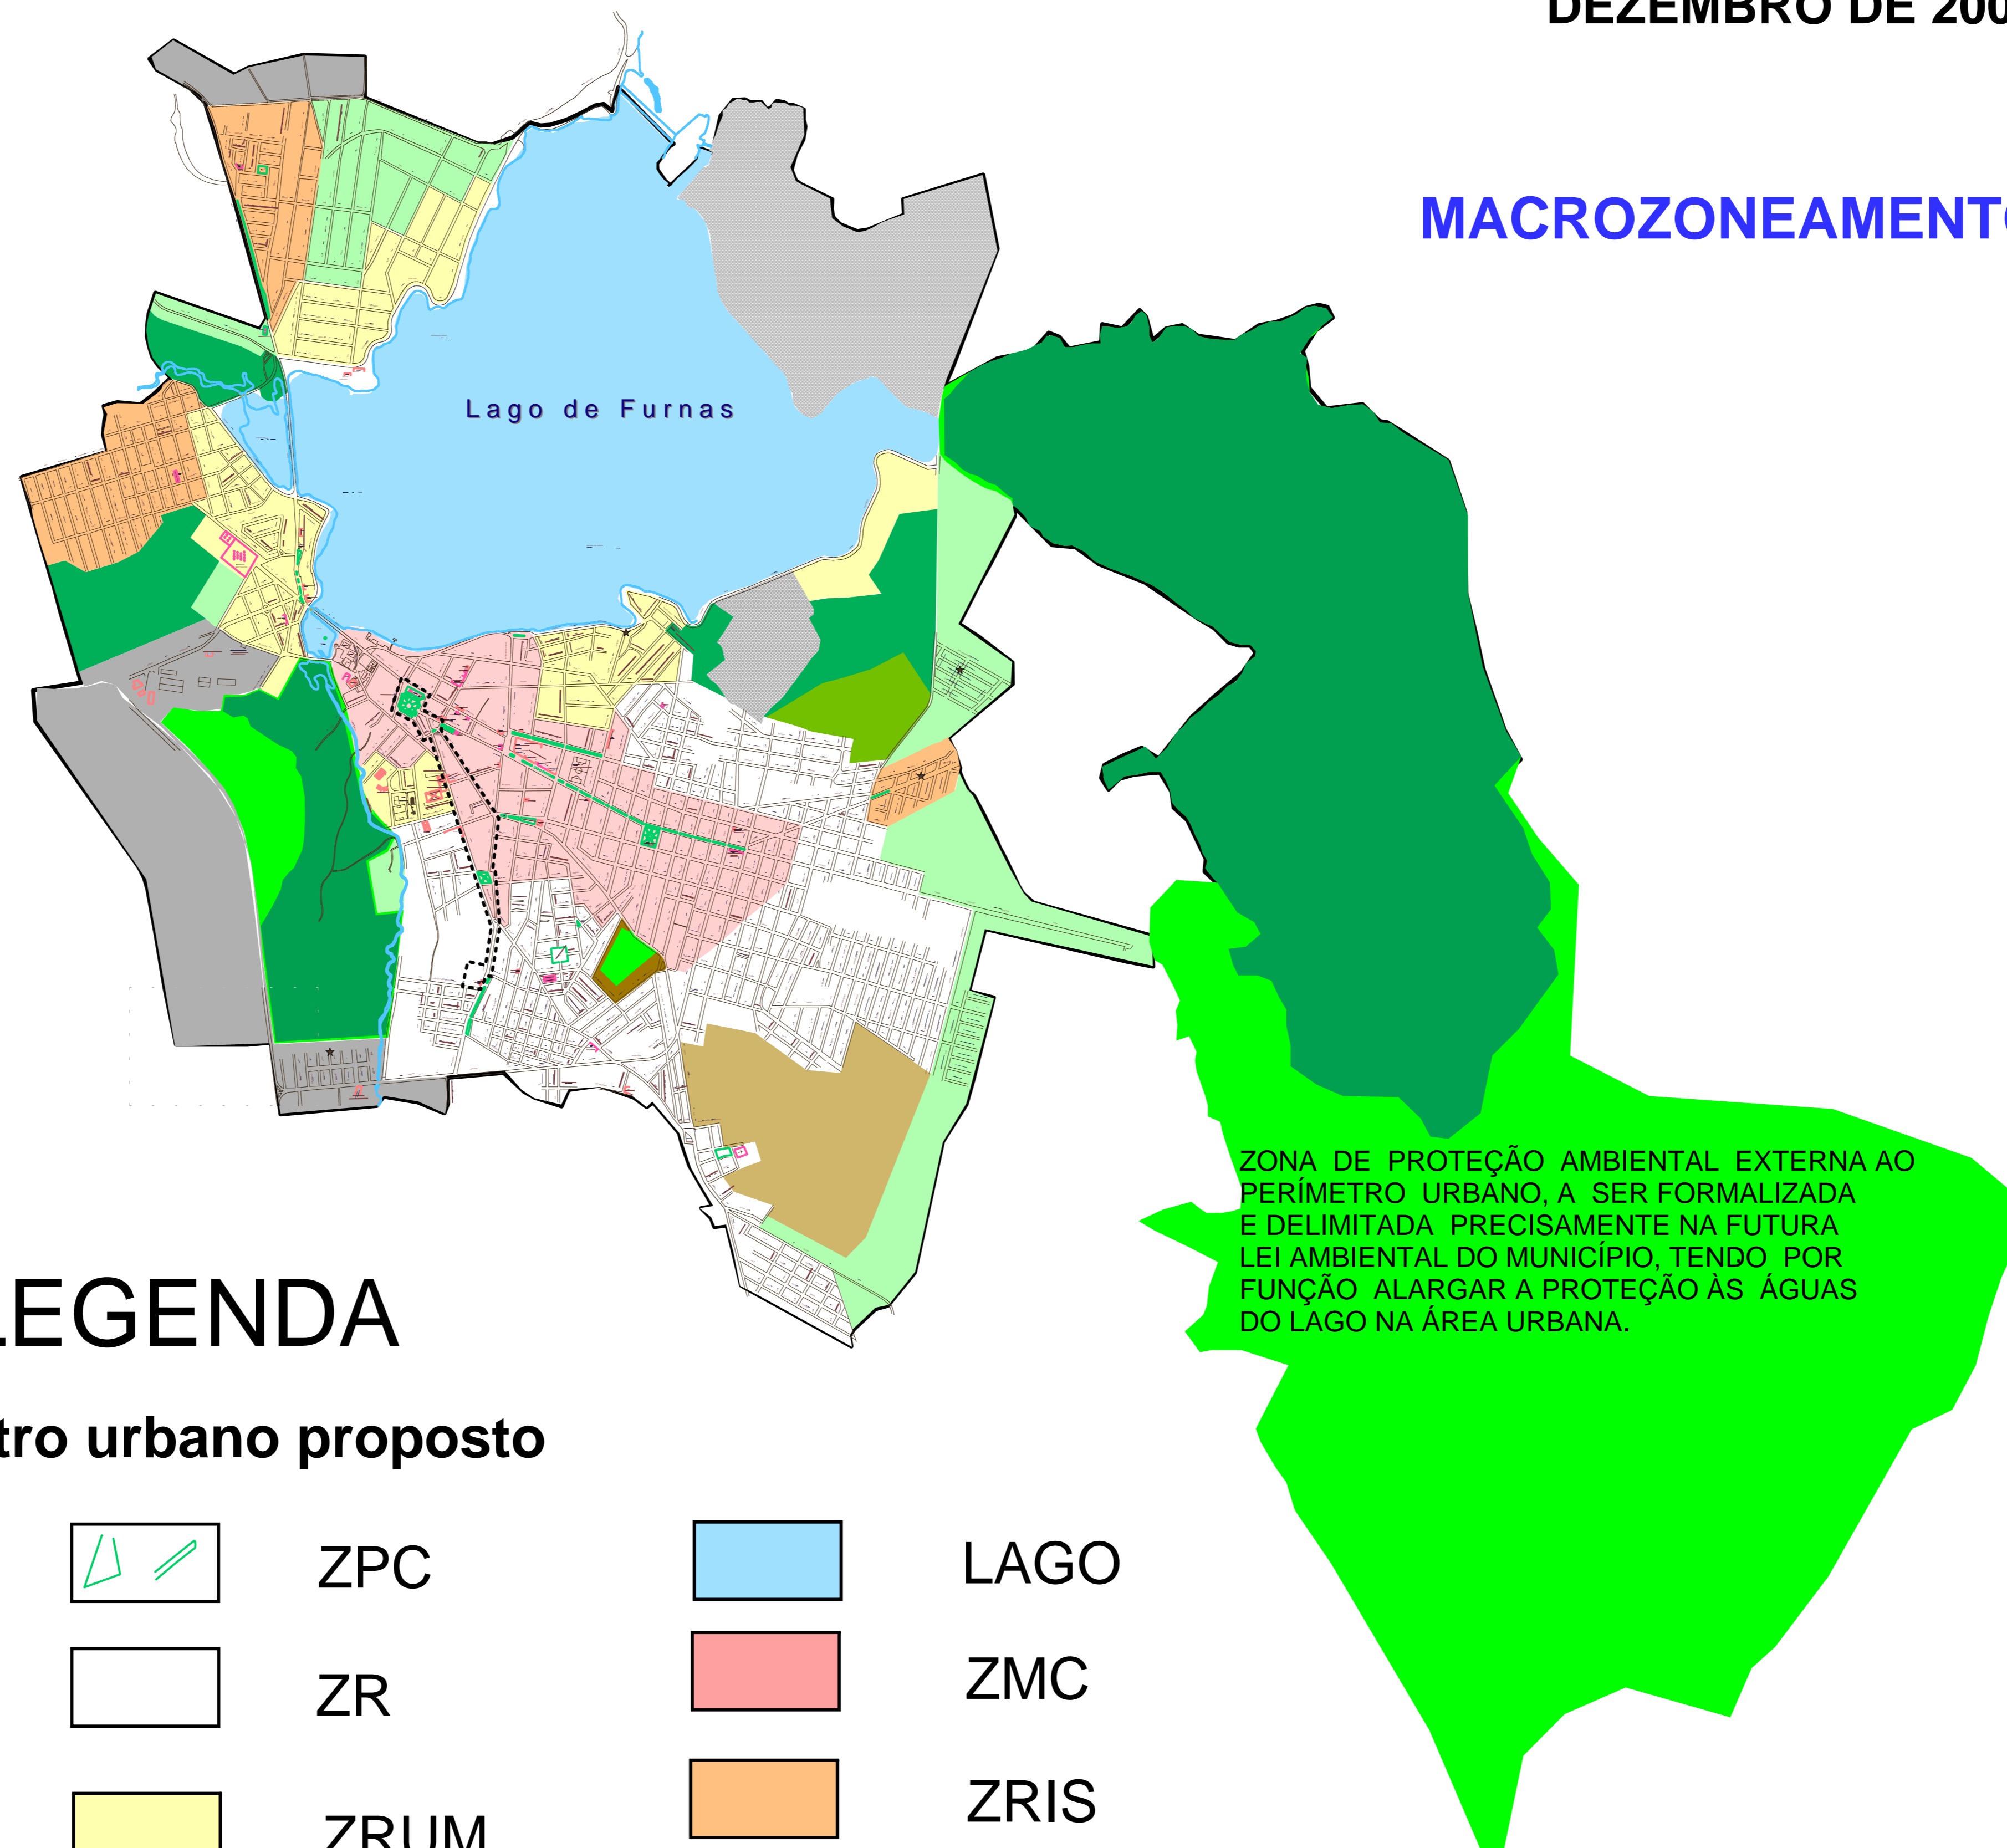 DEZEMBRO DE 200
MACROZONEAMENTO
Lago de Furnas
ZONA DE PROTEÇÃO AMBIENTAL EXTERNA AO
PERÍMETRO URBANO, A SER FORMALIZADA
E DELIMITADA PRECISAMENTE NA FUTURA
LEI AMBIENTAL DO MUNICÍPIO, TENDO POR
FUNÇÃO ALARGAR A PROTEÇÃO ÀS ÁGUAS
DO LAGO NA ÁREA URBANA.
LEGENDA
tro urbano proposto
ZPC
LAGO
ZR
ZMC
ZRUM
ZRIS